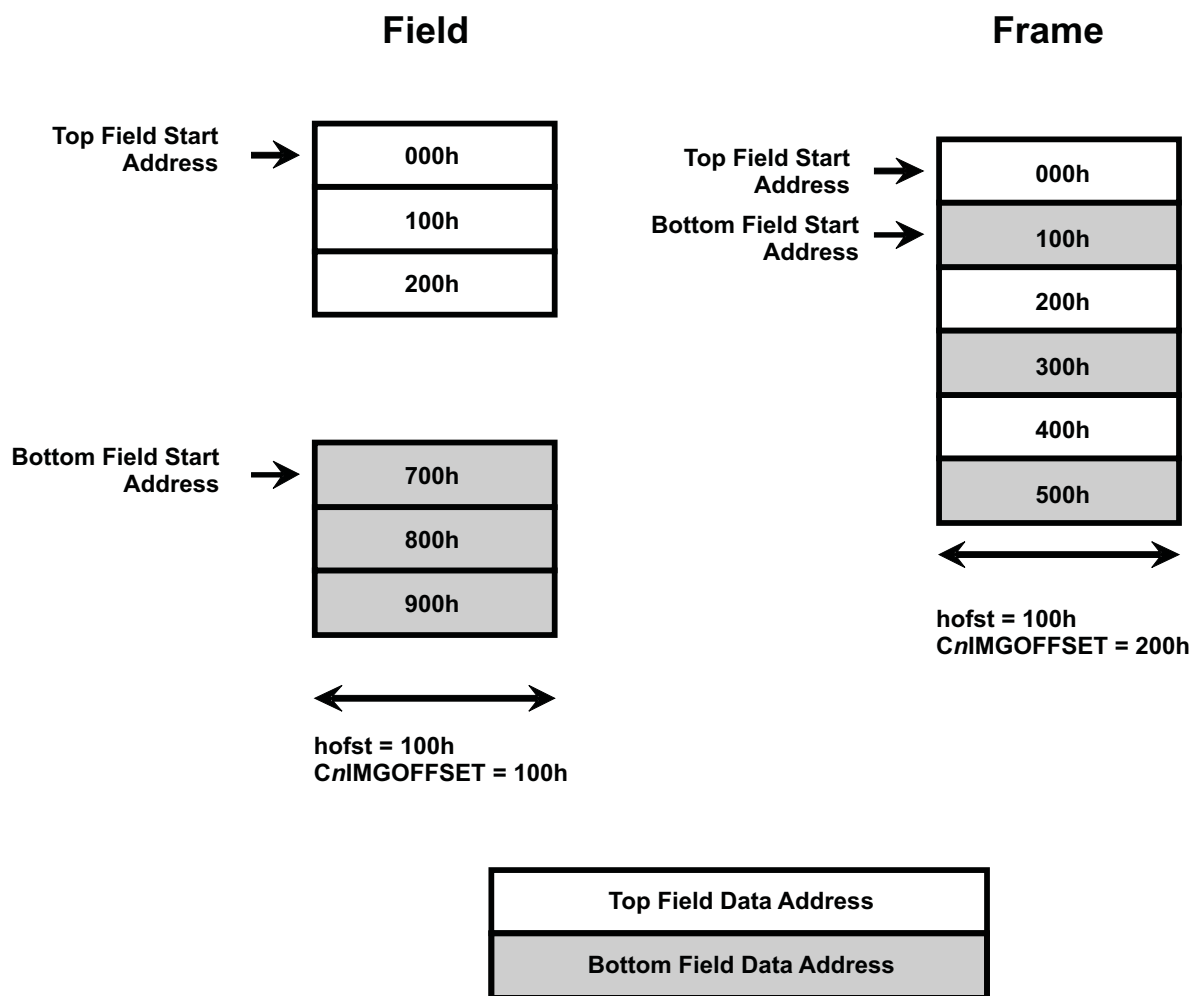 Field
Top Field Start
Address
000h
100h
200h
Bottom Field Start
Address
700h
800h
900h
hofst = 100h
CnIMGOFFSET = 100h
Frame
Top Field Start
Address
Bottom Field Start
Address
000h
100h
200h
300h
400h
500h
hofst = 100h
CnIMGOFFSET = 200h
Top Field Data Address
Bottom Field Data Address